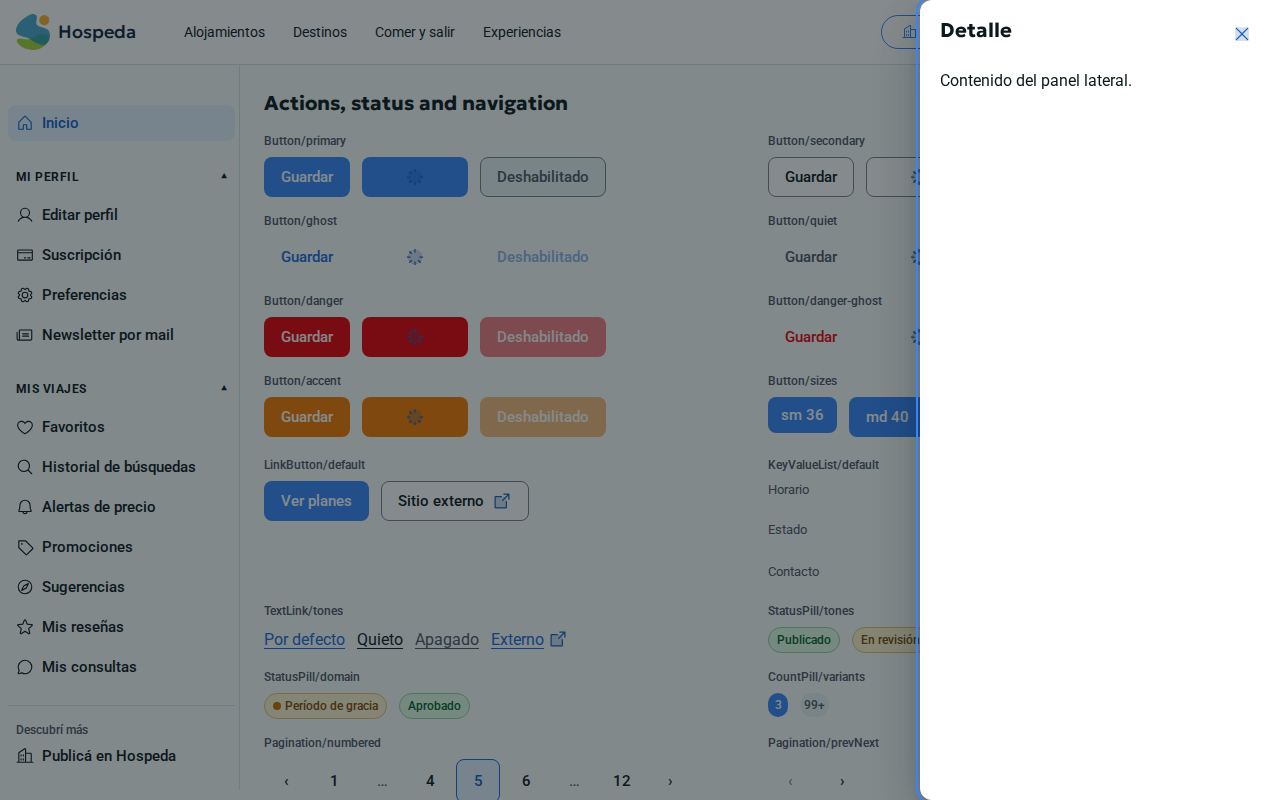 Hospeda
Alojamientos
Destinos
Comer y salir
Experiencias
Inicio
MI PERFIL
Editar perfil
Suscripción
Preferencias
Newsletter por mail
MIS VIAJES
Favoritos
Historial de búsquedas
Alertas de precio
Promociones
Sugerencias
Mis reseñas
Mis consultas
Descubrí más
Publicá en Hospeda
Actions, status and navigation
Button/primary
Guardar
Deshabilitado
Button/secondary
Guardar
Button/ghost
Guardar
Deshabilitado
Button/quiet
Guardar
Button/danger
Guardar
Deshabilitado
Button/danger-ghost
Guardar
Button/accent
Guardar
Deshabilitado
Button/sizes
sm 36
md 40
LinkButton/default
Ver planes
Sitio externo
KeyValueList/default
Horario
Estado
Contacto
TextLink/tones
Por defecto
Quieto
Apagado
Externo
StatusPill/tones
Publicado
En revisión
StatusPill/domain
Período de gracia
Aprobado
CountPill/variants
3
99+
Pagination/numbered
‹ 1 … 4 5 6 … 12 ›
Pagination/prevNext
‹ ›
Detalle
Contenido del panel lateral.